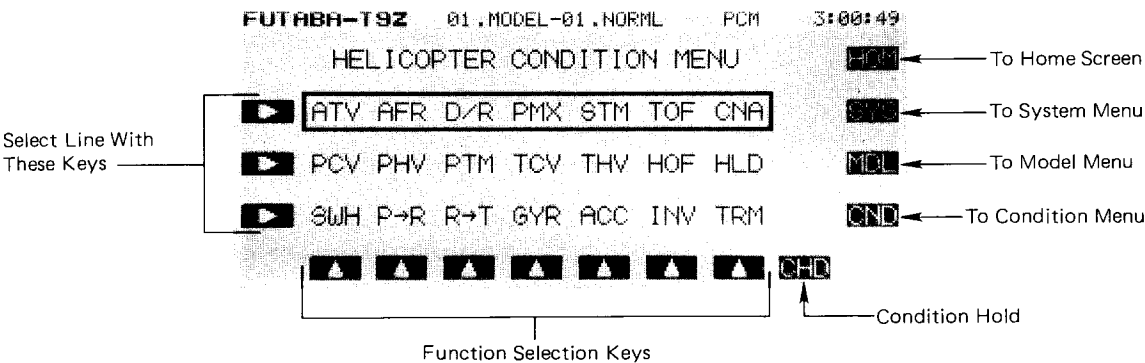 FUTABA-T9Z 01.MODEL-01.NORML PCM 3:00:49
HELICOPTER CONDITION MENU
HOM
To Home Screen
ATV AFR D/R PMX STM TOF CNA
SYS
To System Menu
Select Line With
These Keys
PCV PHV PTM TCV THV HOF HLD
MDL
To Model Menu
SWH P→R R→T GYR ACC INV TRM
CND
To Condition Menu
CHD
Condition Hold
Function Selection Keys